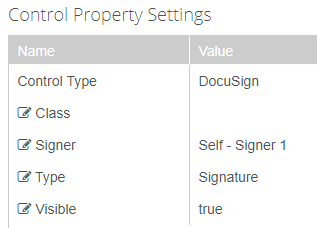 Control Property Settings
Name Value
Control Type DocuSign
Class
Signer Self - Signer 1
Type Signature
Visible true